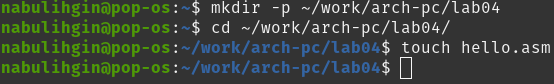 nabulihgin@pop-os:~$ mkdir -p ~/work/arch-pc/lab04
nabulihgin@pop-os:~$ cd ~/work/arch-pc/lab04/
nabulihgin@pop-os:~/work/arch-pc/lab04$ touch hello.asm
nabulihgin@pop-os:~/work/arch-pc/lab04$